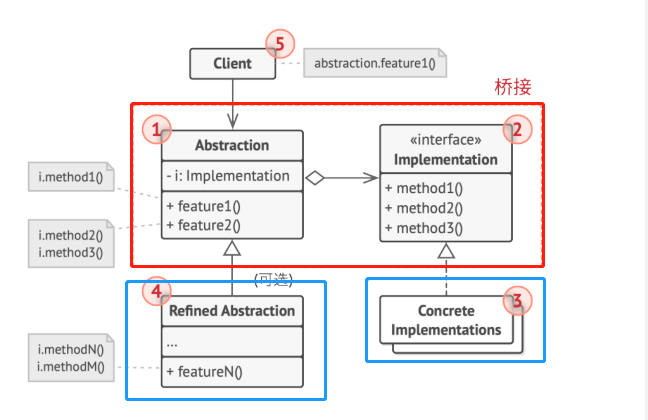 5
Client
abstraction.feature1()
桥接
1
Abstraction
- i: Implementation
+ feature1()
+ feature2()
2
«interface»
Implementation
+ method1()
+ method2()
+ method3()
i.method1()
i.method2()
i.method3()
(可选)
4
Refined Abstraction
...
+ featureN()
3
Concrete
Implementations
i.methodN()
i.methodM()